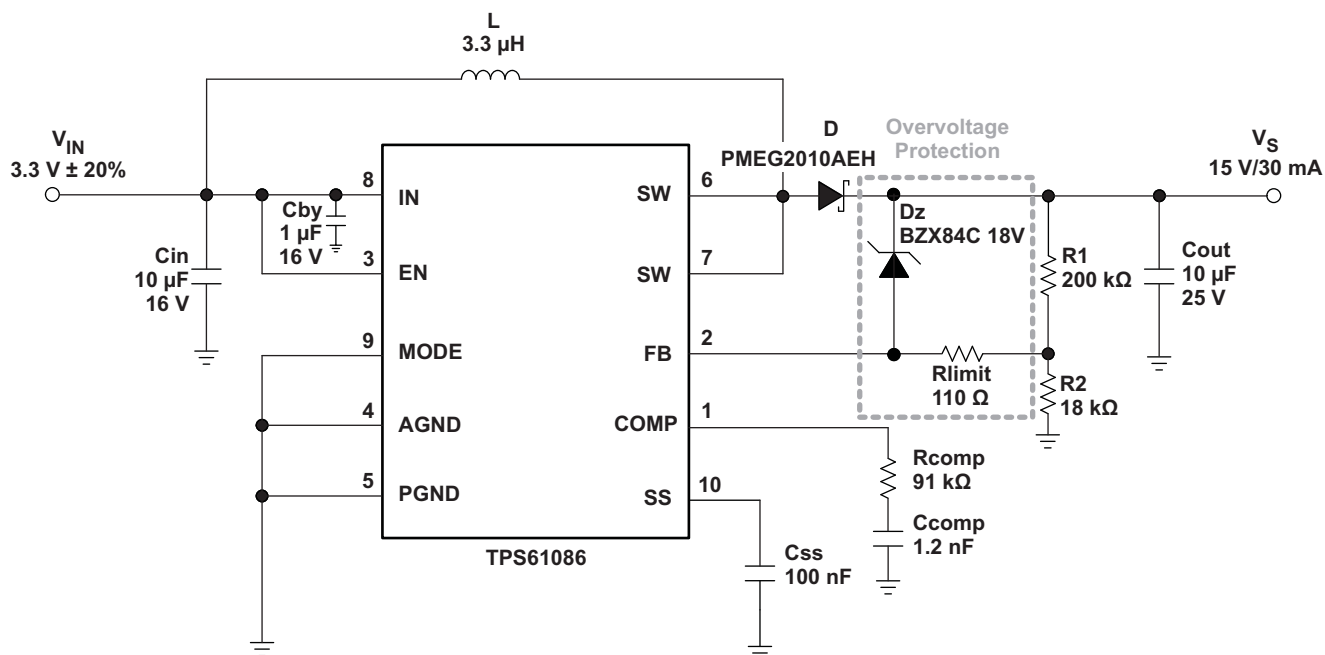 L
3.3 µH
V_IN
3.3 V ± 20%
D
PMEG2010AEH
Overvoltage
Protection
V_S
15 V/30 mA
8
IN
SW
6
Cby
1 µF
16 V
Dz
BZX84C 18V
Cin
10 µF
16 V
3
EN
SW
7
R1
200 kΩ
Cout
10 µF
25 V
9
MODE
FB
2
Rlimit
110 Ω
R2
18 kΩ
4
AGND
COMP
1
Rcomp
91 kΩ
5
PGND
SS
10
Ccomp
1.2 nF
TPS61086
Css
100 nF